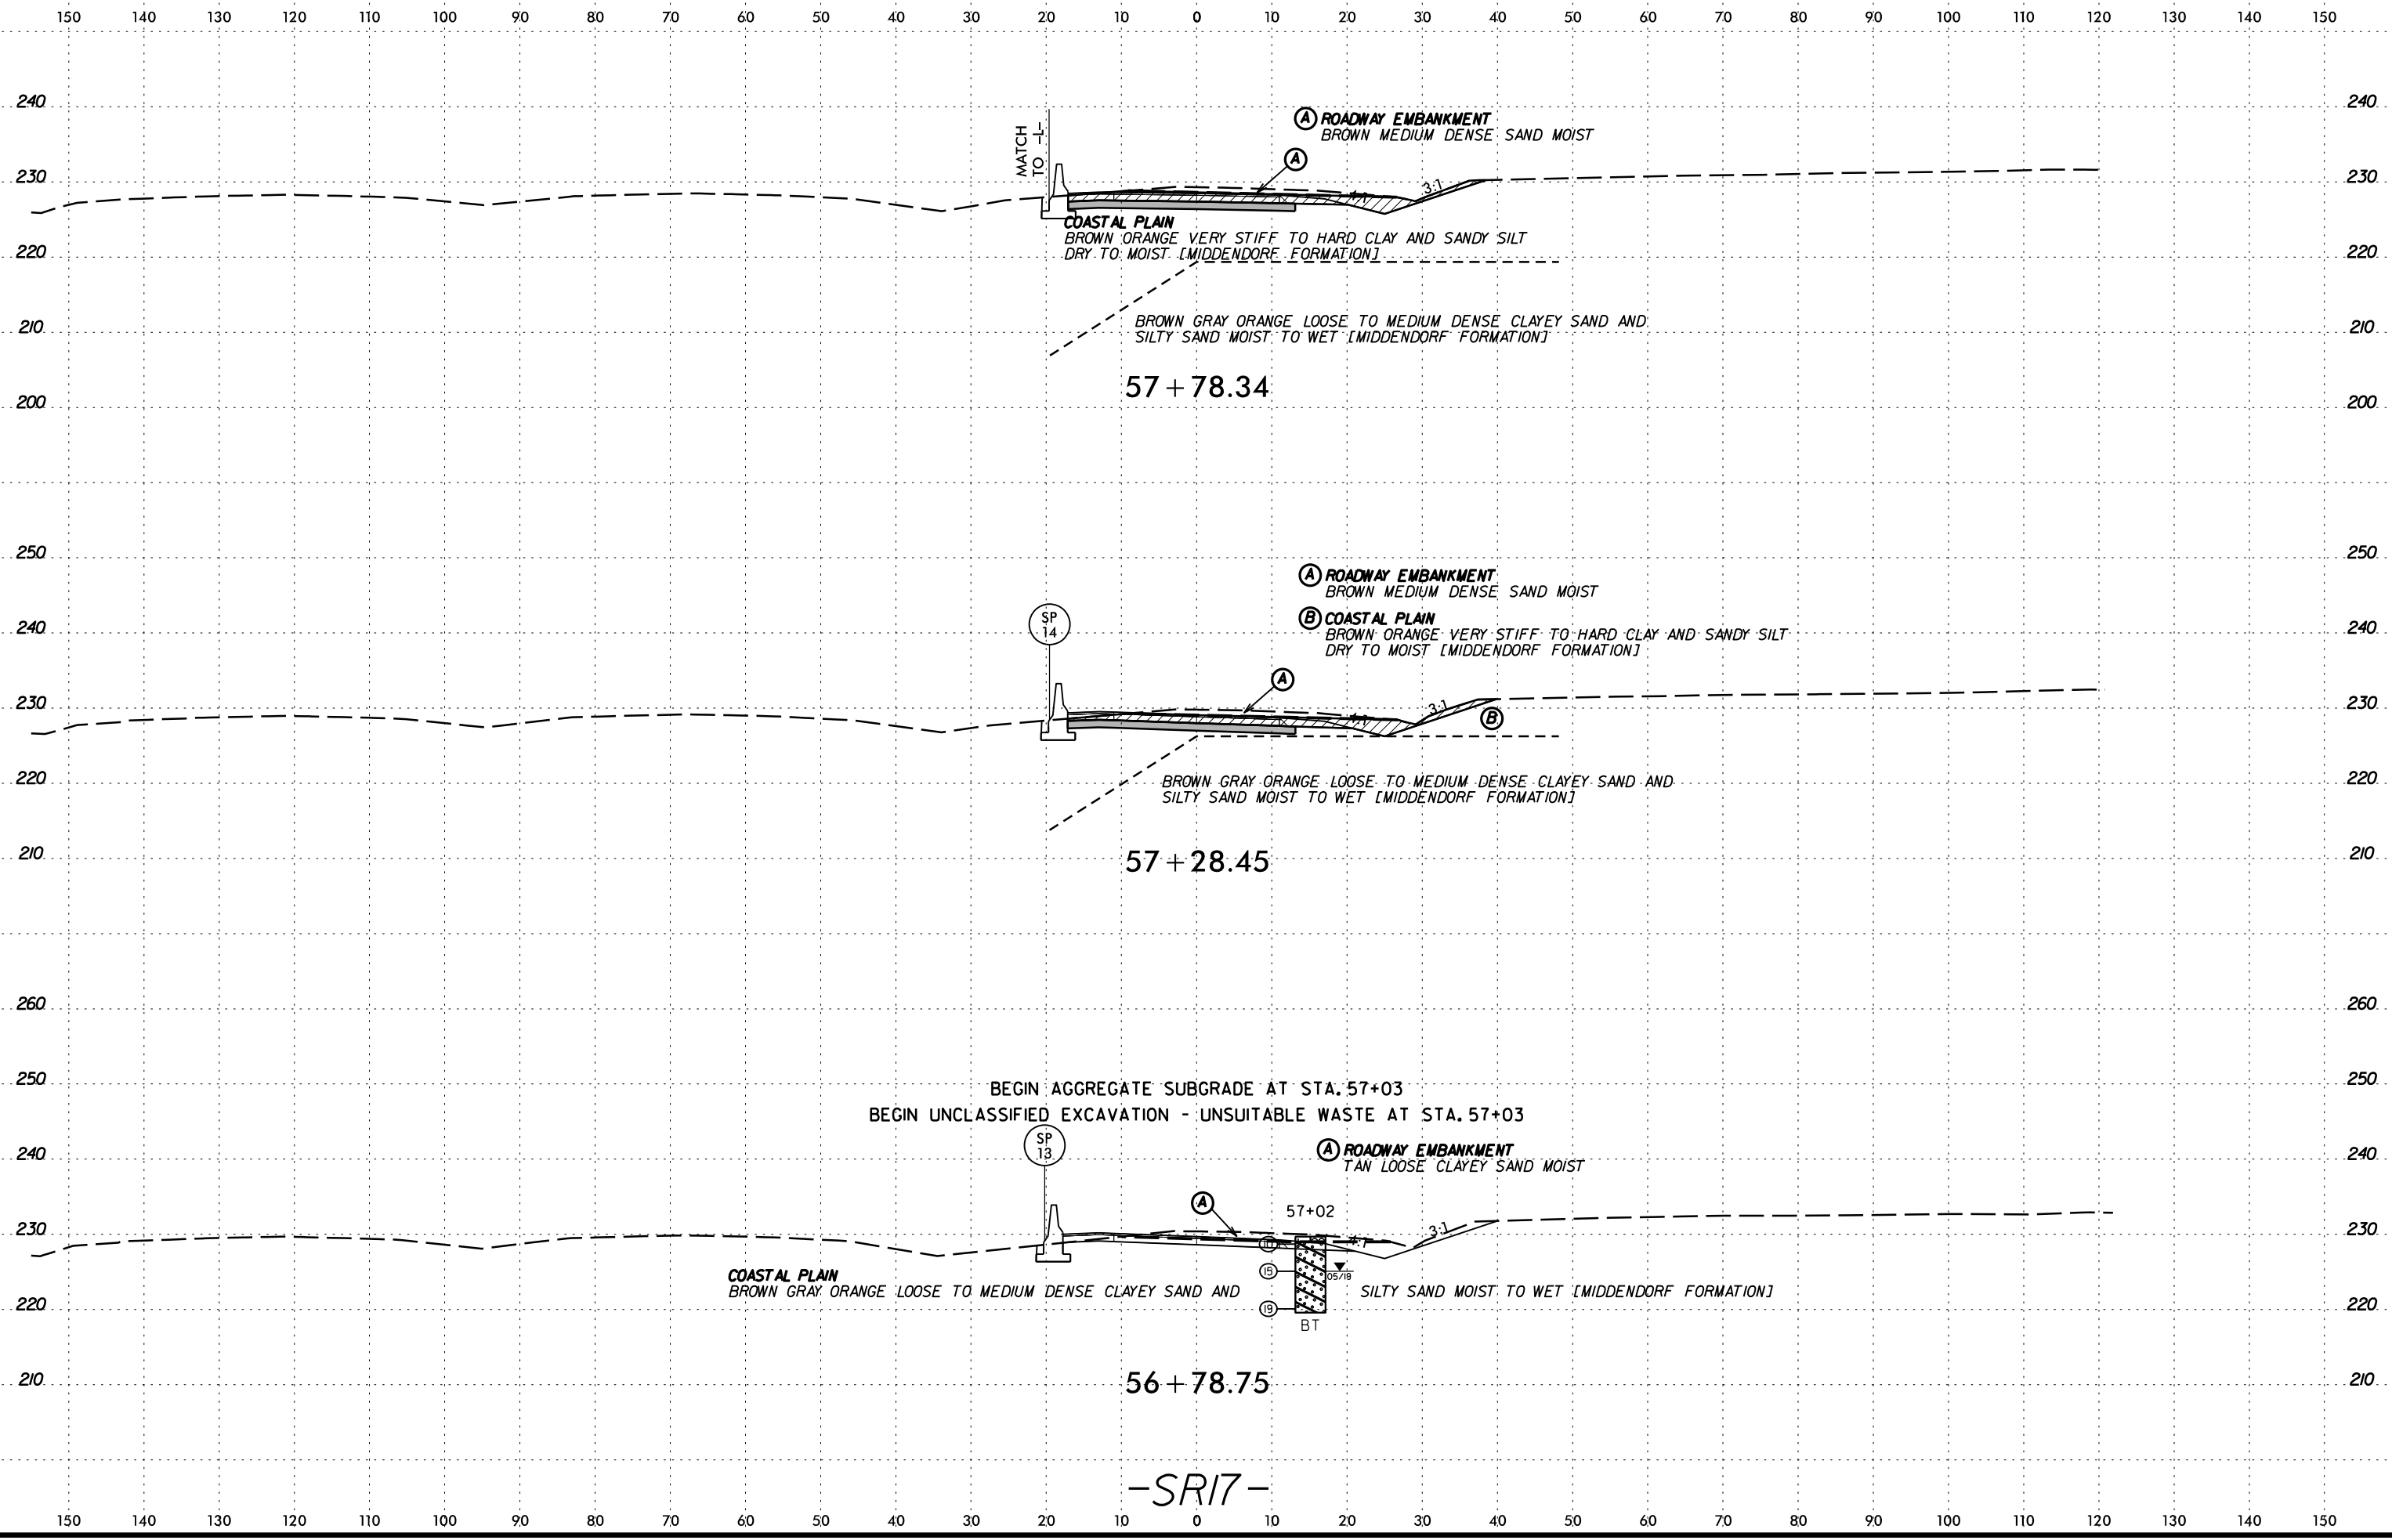 150 140 130 120 110 100 90 80 70 60 50 40 30 20 10 0 10 20 30 40 50 60 70 80 90 100 110 120 130 140 150
240 240
MATCH
TO -L-
A ROADWAY EMBANKMENT
BROWN MEDIUM DENSE SAND MOIST
A
230 230
4:1
3:1
COASTAL PLAIN
BROWN ORANGE VERY STIFF TO HARD CLAY AND SANDY SILT
DRY TO MOIST [MIDDENDORF FORMATION]
220 220
BROWN GRAY ORANGE LOOSE TO MEDIUM DENSE CLAYEY SAND AND
SILTY SAND MOIST TO WET [MIDDENDORF FORMATION]
210 210
57+78.34
200 200
250 250
A ROADWAY EMBANKMENT
BROWN MEDIUM DENSE SAND MOIST
SP
14
B COASTAL PLAIN
BROWN ORANGE VERY STIFF TO HARD CLAY AND SANDY SILT
DRY TO MOIST [MIDDENDORF FORMATION]
240 240
A
230 230
4:1
3:1
B
BROWN GRAY ORANGE LOOSE TO MEDIUM DENSE CLAYEY SAND AND
SILTY SAND MOIST TO WET [MIDDENDORF FORMATION]
220 220
57+28.45
210 210
260 260
250 250
BEGIN AGGREGATE SUBGRADE AT STA. 57+03
BEGIN UNCLASSIFIED EXCAVATION - UNSUITABLE WASTE AT STA. 57+03
SP
13
A ROADWAY EMBANKMENT
TAN LOOSE CLAYEY SAND MOIST
240 240
A
57+02
230 230
4:1
3:1
15
05/18
COASTAL PLAIN
BROWN GRAY ORANGE LOOSE TO MEDIUM DENSE CLAYEY SAND AND SILTY SAND MOIST TO WET [MIDDENDORF FORMATION]
19
220 220
BT
56+78.75
210 210
-SR17-
150 140 130 120 110 100 90 80 70 60 50 40 30 20 10 0 10 20 30 40 50 60 70 80 90 100 110 120 130 140 150